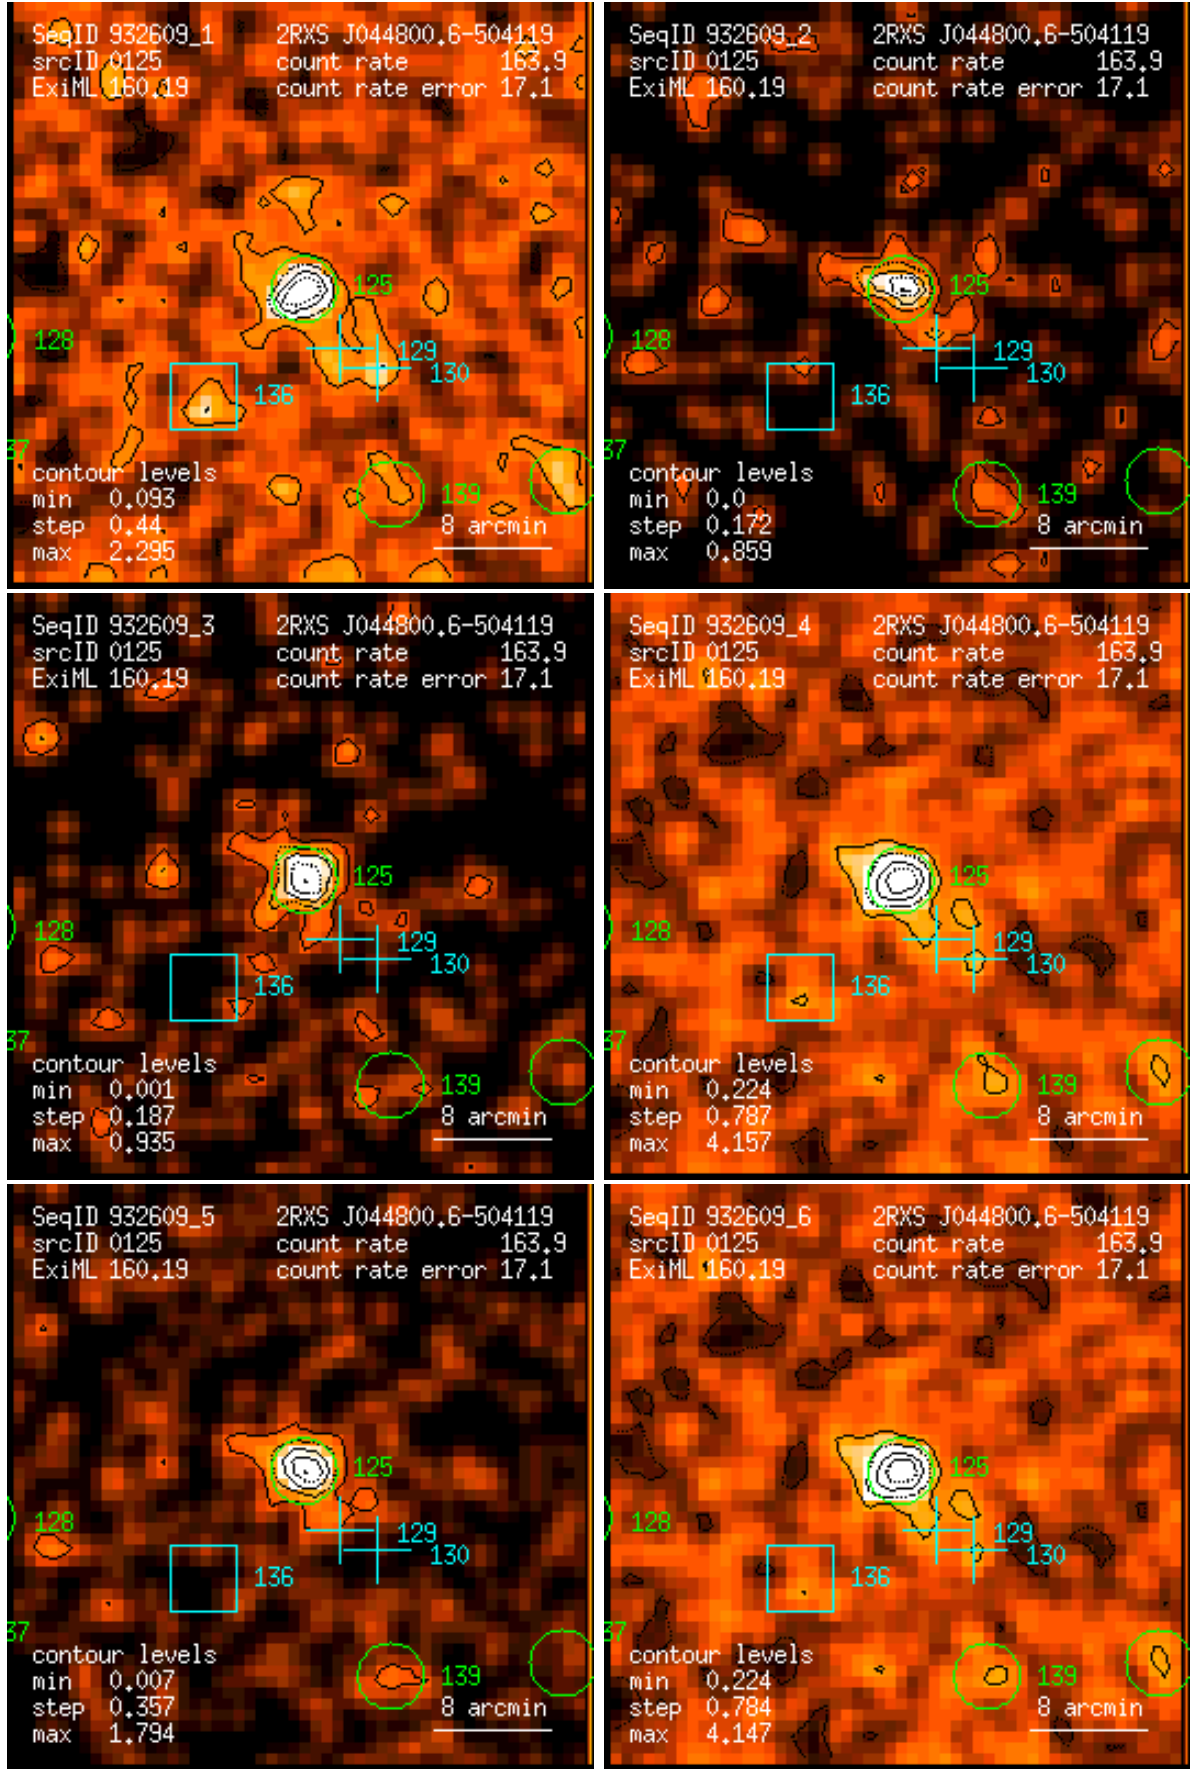 SeqID 932609_1 2RXS J044800.6-504119
srcID 0125 count rate 163.9
ExiML 160.19 count rate error 17.1
125
128
129
130
136
37
contour levels
min 0.093
139
step 0.44
8 arcmin
max 2.295
SeqID 932609_2 2RXS J044800.6-504119
srcID 0125 count rate 163.9
ExiML 160.19 count rate error 17.1
125
128
129
130
136
37
contour levels
min 0.0
139
step 0.172
8 arcmin
max 0.859
SeqID 932609_3 2RXS J044800.6-504119
srcID 0125 count rate 163.9
ExiML 160.19 count rate error 17.1
125
128
129
130
136
37
contour levels
min 0.001
139
step 0.187
8 arcmin
max 0.935
SeqID 932609_4 2RXS J044800.6-504119
srcID 0125 count rate 163.9
ExiML 160.19 count rate error 17.1
125
128
129
130
136
37
contour levels
min 0.224
139
step 0.787
8 arcmin
max 4.157
SeqID 932609_5 2RXS J044800.6-504119
srcID 0125 count rate 163.9
ExiML 160.19 count rate error 17.1
125
128
129
130
136
37
contour levels
min 0.007
139
step 0.357
8 arcmin
max 1.794
SeqID 932609_6 2RXS J044800.6-504119
srcID 0125 count rate 163.9
ExiML 160.19 count rate error 17.1
125
128
129
130
136
37
contour levels
min 0.224
139
step 0.784
8 arcmin
max 4.147